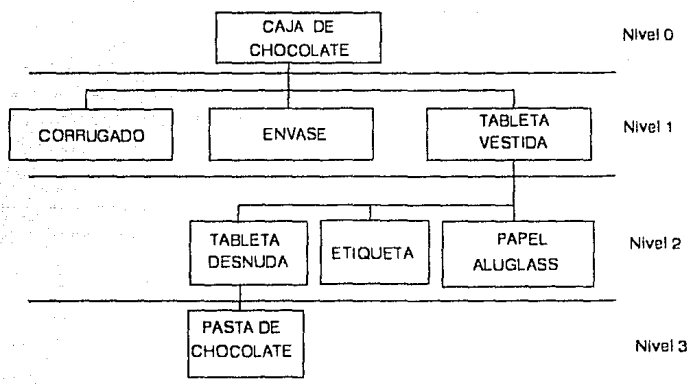 CAJA DE
CHOCOLATE
Nivel 0
CORRUGADO
ENVASE
TABLETA
VESTIDA
Nivel 1
TABLETA
DESNUDA
ETIQUETA
PAPEL
ALUGLASS
Nivel 2
PASTA DE
CHOCOLATE
Nivel 3